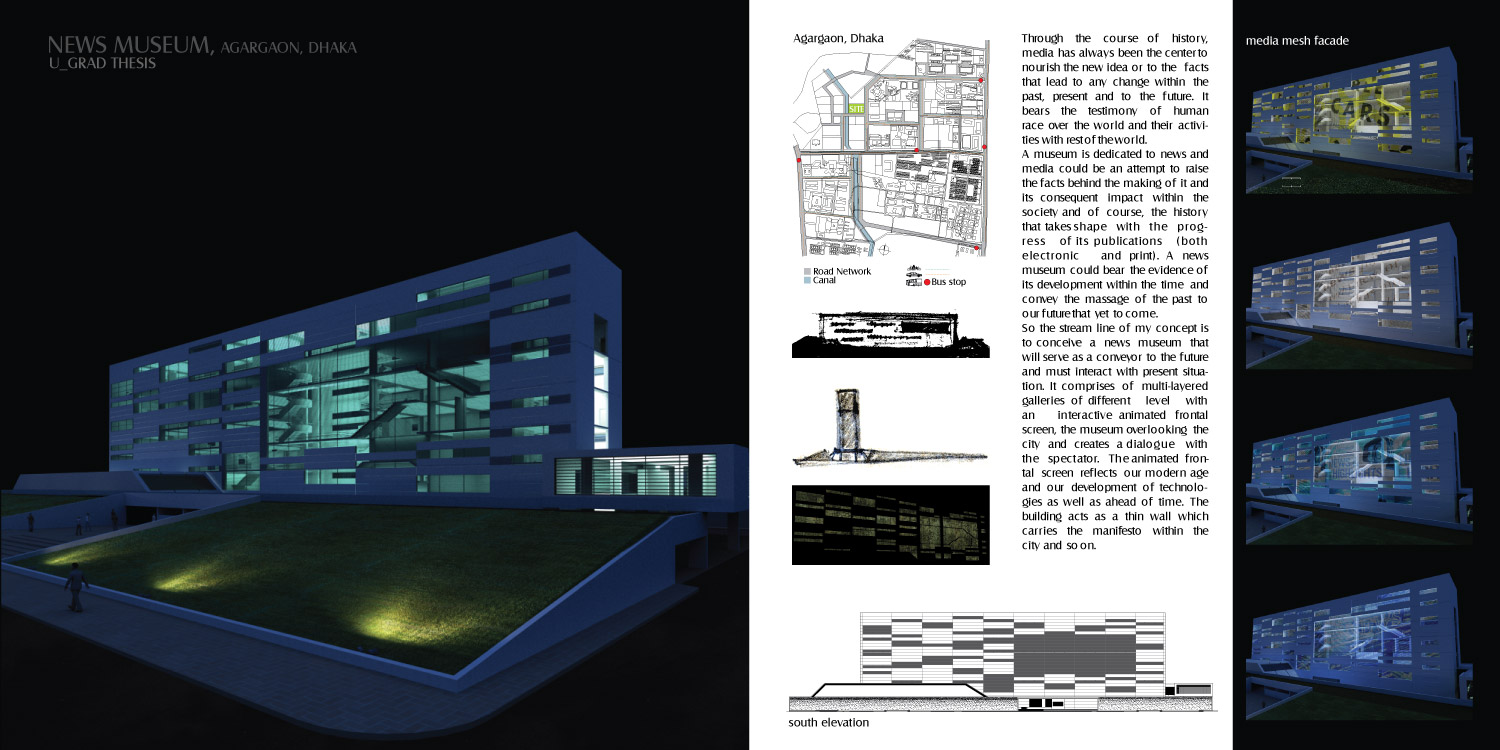 NEWS MUSEUM, AGARGAON, DHAKA
U_GRAD THESIS
Agargaon, Dhaka
SITE
Road Network
Canal
Bus stop
Through the course of history,
media has always been the center to
nourish the new idea or to the facts
that lead to any change within the
past, present and to the future. It
bears the testimony of human
race over the world and their activi-
ties with rest of the world.
A museum is dedicated to news and
media could be an attempt to raise
the facts behind the making of it and
its consequent impact within the
society and of course, the history
that takes shape with the prog-
ress of its publications (both
electronic and print). A news
museum could bear the evidence of
its development within the time and
convey the massage of the past to
our future that yet to come.
So the stream line of my concept is
to conceive a news museum that
will serve as a conveyor to the future
and must interact with present situa-
tion. It comprises of multi-layered
galleries of different level with
an interactive animated frontal
screen, the museum overlooking the
city and creates a dialogue with
the spectator. The animated fron-
tal screen reflects our modern age
and our development of technolo-
gies as well as ahead of time. The
building acts as a thin wall which
carries the manifesto within the
city and so on.
south elevation
media mesh facade
CARS